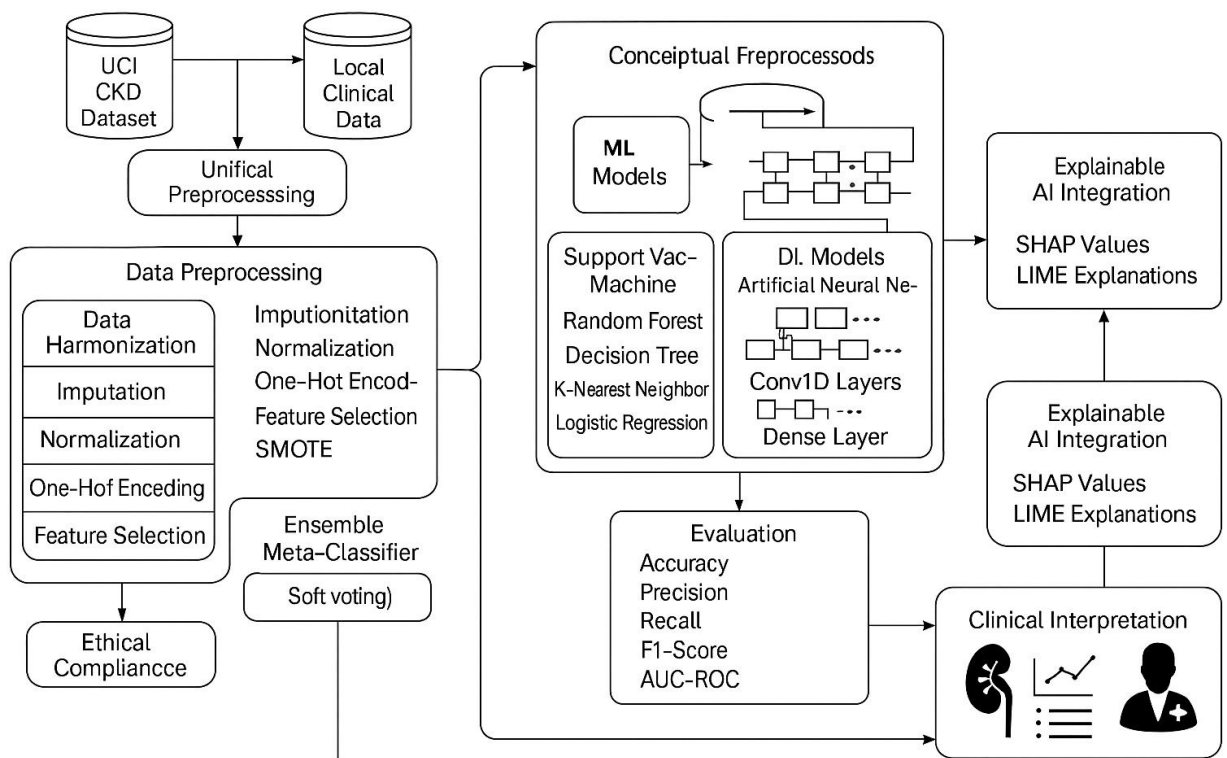 UCI
CKD
Dataset
Local
Clinical
Data
Unifical
Preprocesssing
Data Preprocessing
Data
Harmonization
Imputation
Normalization
One-Hof Enceding
Feature Selection
Imputionitation
Normalization
One-Hot Encod-
Feature Selection
SMOTE
Ethical
Compliancce
Ensemble
Meta-Classifier
Soft voting)
Conceiptual Freprocessods
ML
Models
Support Vac-
Machine
Random Forest
Decision Tree
K-Nearest Neighbor
Logistic Regression
DI. Models
Artificial Neural Ne-
Conv1D Layers
Dense Layer
Evaluation
Accuracy
Precision
Recall
F1-Score
AUC-ROC
Explainable
AI Integration
SHAP Values
LIME Explanations
Explainable
AI Integration
SHAP Values
LIME Explanations
Clinical Interpretation